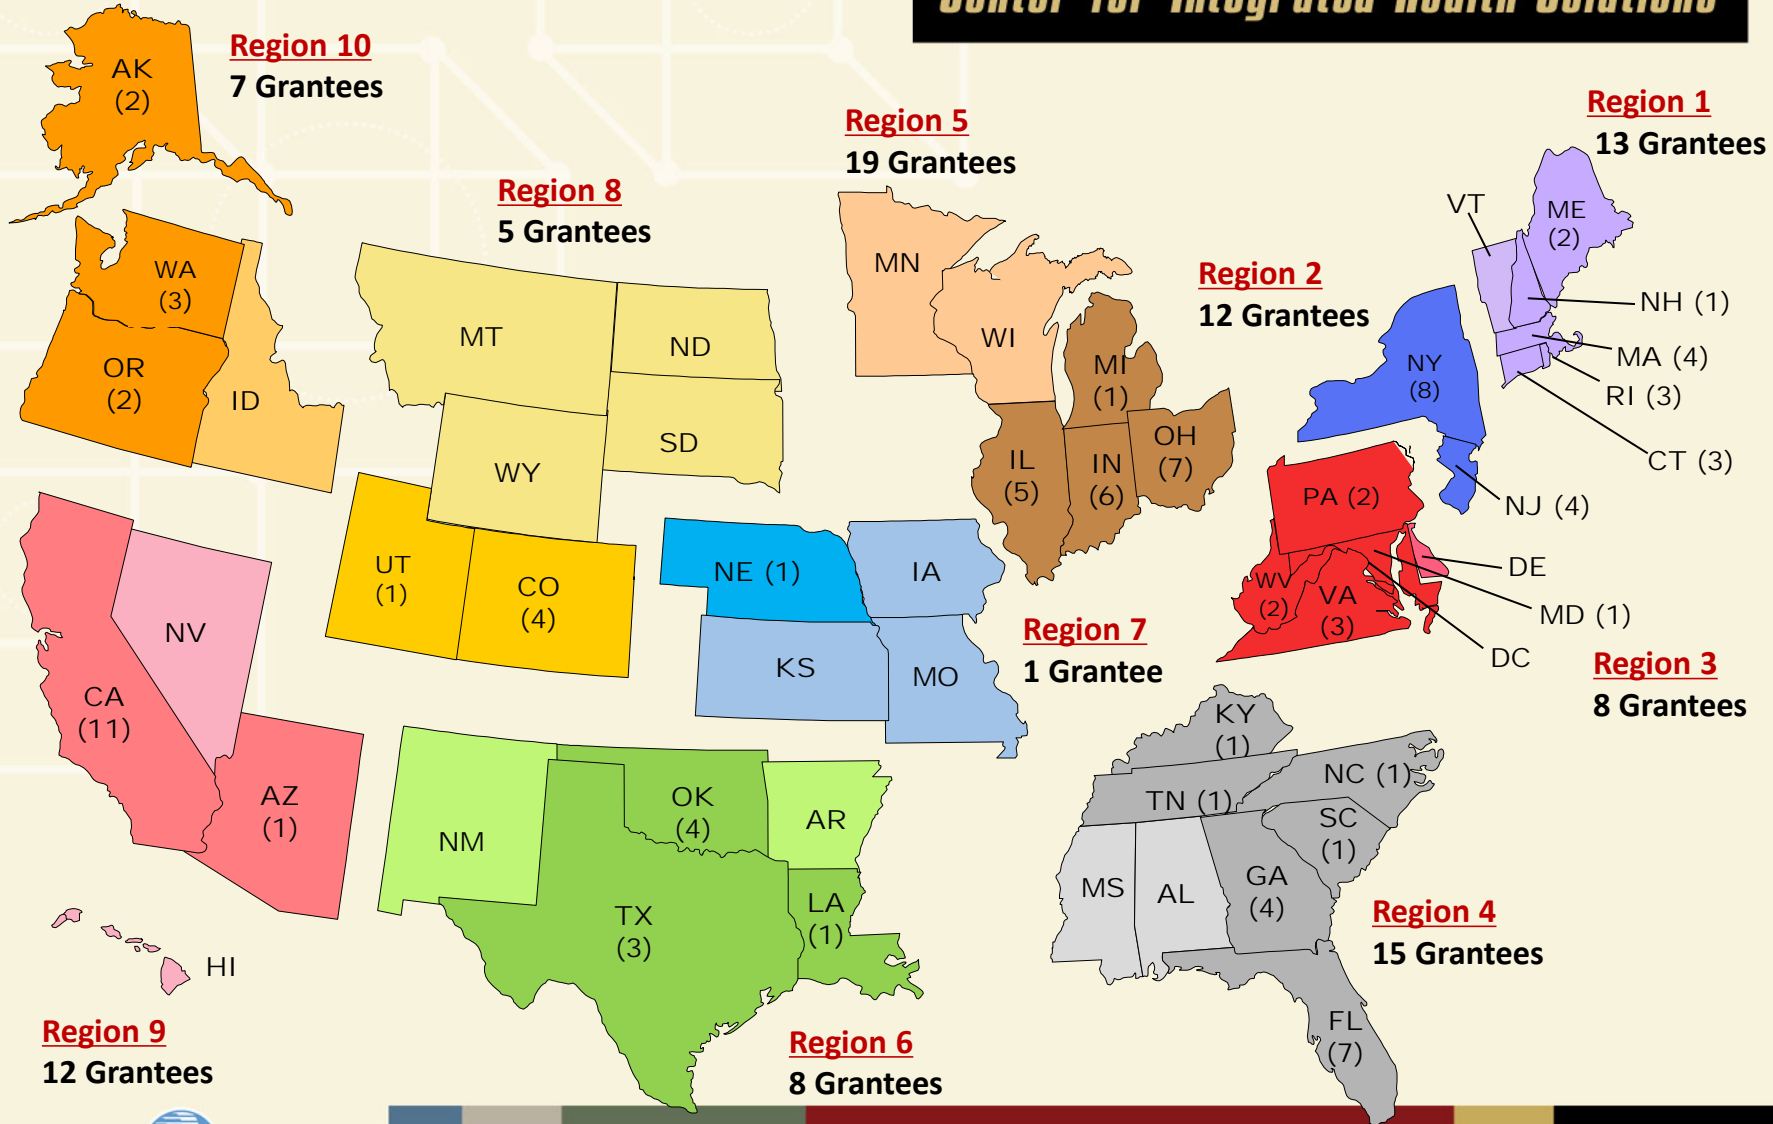 Center for Integrated Health Solutions
Region 10
7 Grantees
AK
(2)
WA
(3)
OR
(2)
ID
Region 8
5 Grantees
MT
ND
SD
WY
UT
(1)
CO
(4)
Region 5
19 Grantees
MN
WI
MI
(1)
IL
(5)
IN
(6)
OH
(7)
Region 1
13 Grantees
VT
ME
(2)
NH (1)
MA (4)
RI (3)
CT (3)
Region 2
12 Grantees
NY
(8)
NJ (4)
PA (2)
WV
(2)
VA
(3)
DE
MD (1)
DC
Region 3
8 Grantees
NE (1)
IA
KS
MO
Region 7
1 Grantee
CA
(11)
NV
AZ
(1)
HI
Region 9
12 Grantees
NM
OK
(4)
AR
TX
(3)
LA
(1)
Region 6
8 Grantees
KY
(1)
TN (1)
NC (1)
SC
(1)
MS
AL
GA
(4)
FL
(7)
Region 4
15 Grantees